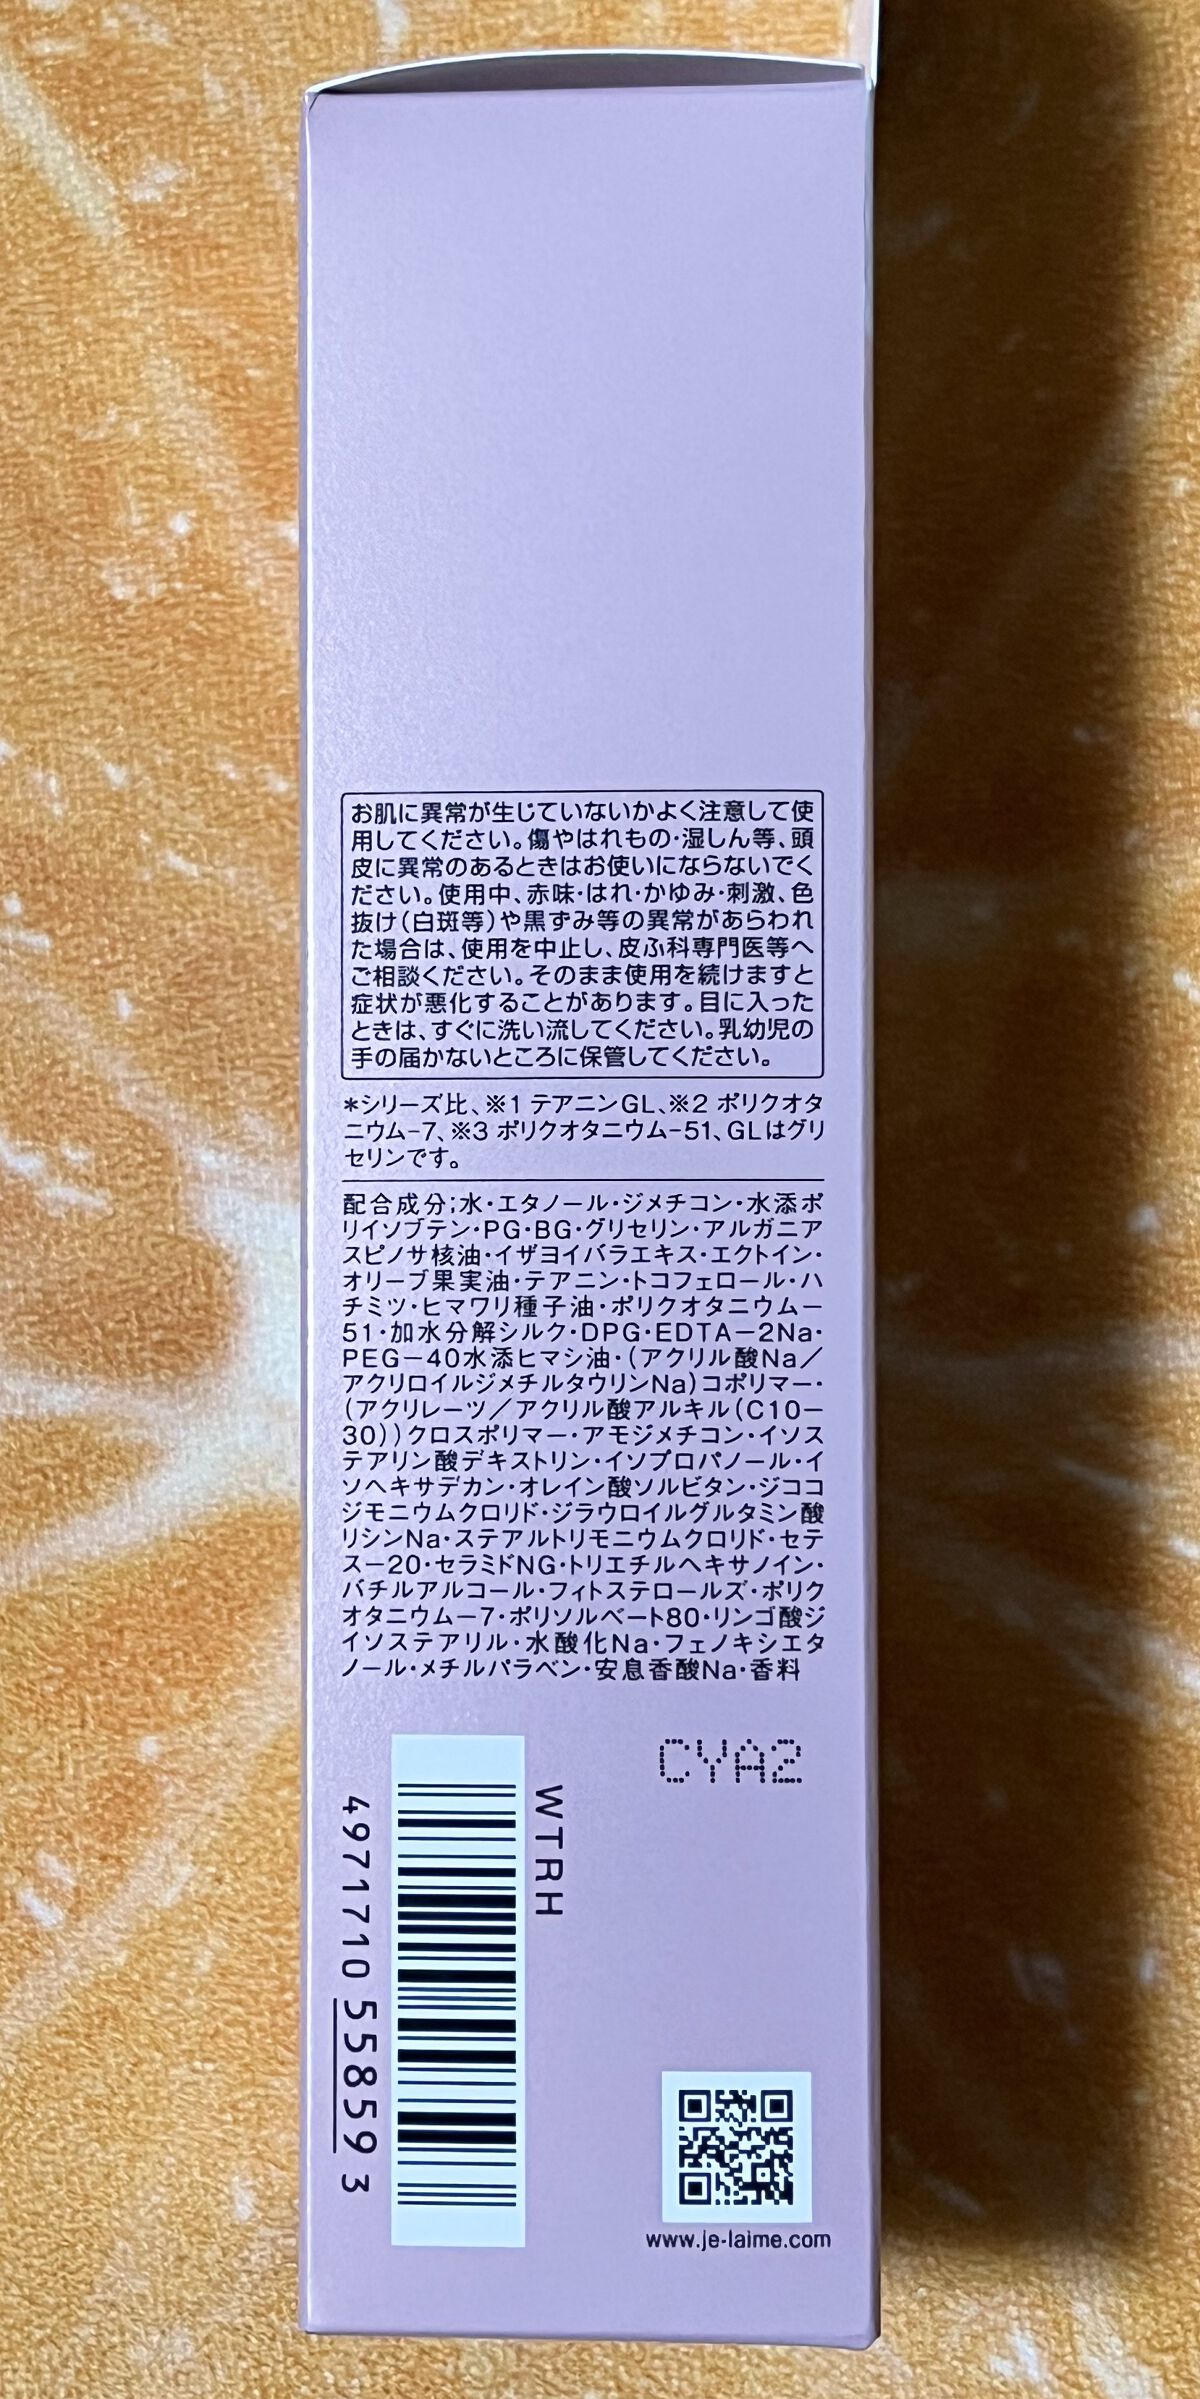 お肌に異常が生じていないかよく注意して使
用してください。傷やはれもの・湿しん等、頭
皮に異常のあるときはお使いにならないでく
ださい。使用中、赤味・はれ・かゆみ・刺激、色
抜け(白斑等)や黒ずみ等の異常があらわれ
た場合は、使用を中止し、皮ふ科専門医等へ
ご相談ください。そのまま使用を続けますと
症状が悪化することがあります。目に入った
ときは、すぐに洗い流してください。乳幼児の
手の届かないところに保管してください。
*シリーズ比、※1 テアニンGL、※2 ポリクオタ
ニウム-7、※3 ポリクオタニウム-51、GLはグリ
セリンです。
配合成分;水・エタノール・ジメチコン・水添ポ
リイソブテン・PG・BG・グリセリン・アルガニア
スピノサ核油・イザヨイバラエキス・エクトイン・
オリーブ果実油・テアニン・トコフェロール・ハ
チミツ・ヒマワリ種子油・ポリクオタニウムー
51・加水分解シルク・DPG・EDTA-2Na・
PEG-40水添ヒマシ油・(アクリル酸Na/
アクリロイルジメチルタウリンNa)コポリマー・
(アクリレーツ/アクリル酸アルキル(C10-
30))クロスポリマー・アモジメチコン・イソス
テアリン酸デキストリン・イソプロパノール・イ
ソヘキサデカン・オレイン酸ソルビタン・ジココ
ジモニウムクロリド・ジラウロイルグルタミン酸
リシンNa・ステアルトリモニウムクロリド・セテ
スー20・セラミドNG・トリエチルヘキサノイン・
バチルアルコール・フィトステロールズ・ポリク
オタニウム-7・ポリソルベート80・リンゴ酸ジ
イソステアリル・水酸化Na・フェノキシエタ
ノール・メチルパラベン・安息香酸Na・香料
CYA2
WTRH
4971710 55859 3
www.je-laime.com